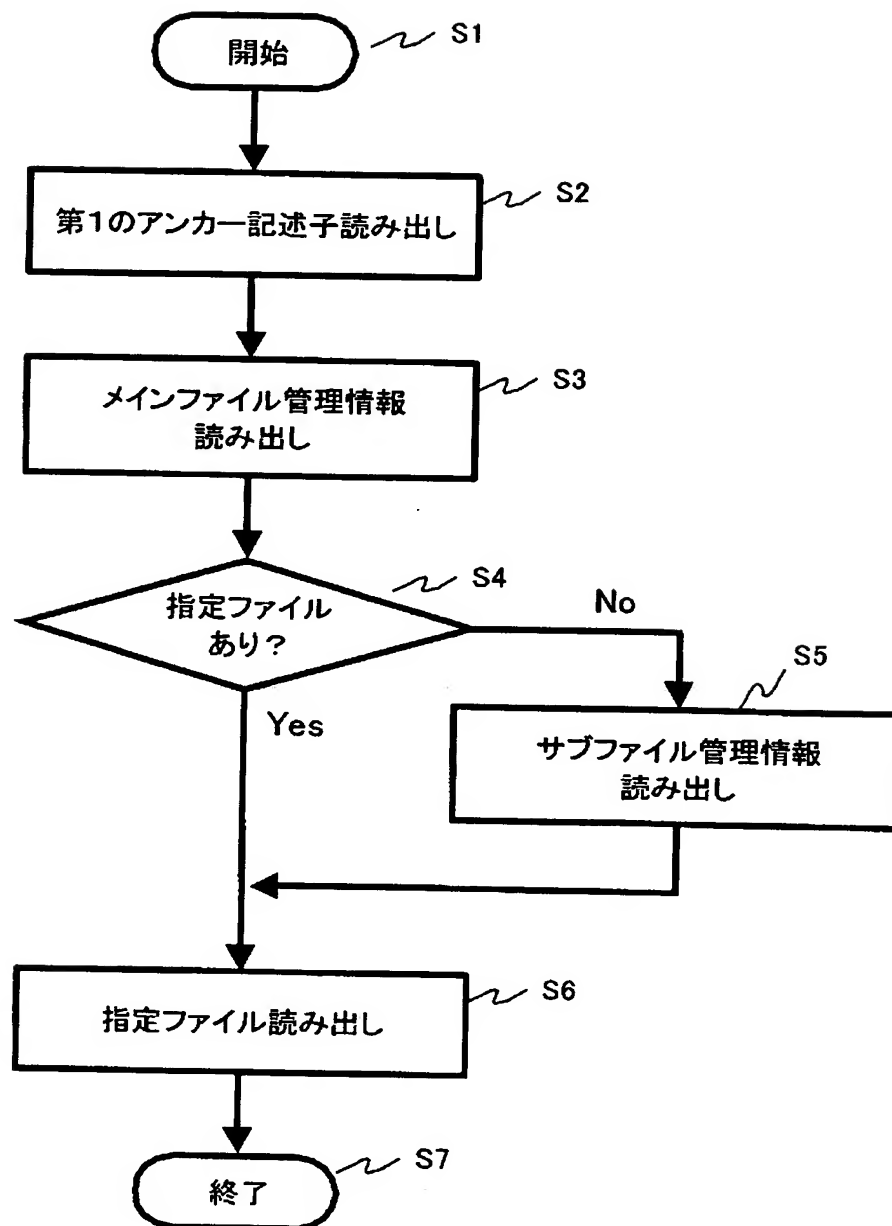 開始
S1
第1のアンカー記述子読み出し
S2
メインファイル管理情報
読み出し
S3
指定ファイル
あり?
S4
No
Yes
S5
サブファイル管理情報
読み出し
指定ファイル読み出し
S6
終了
S7